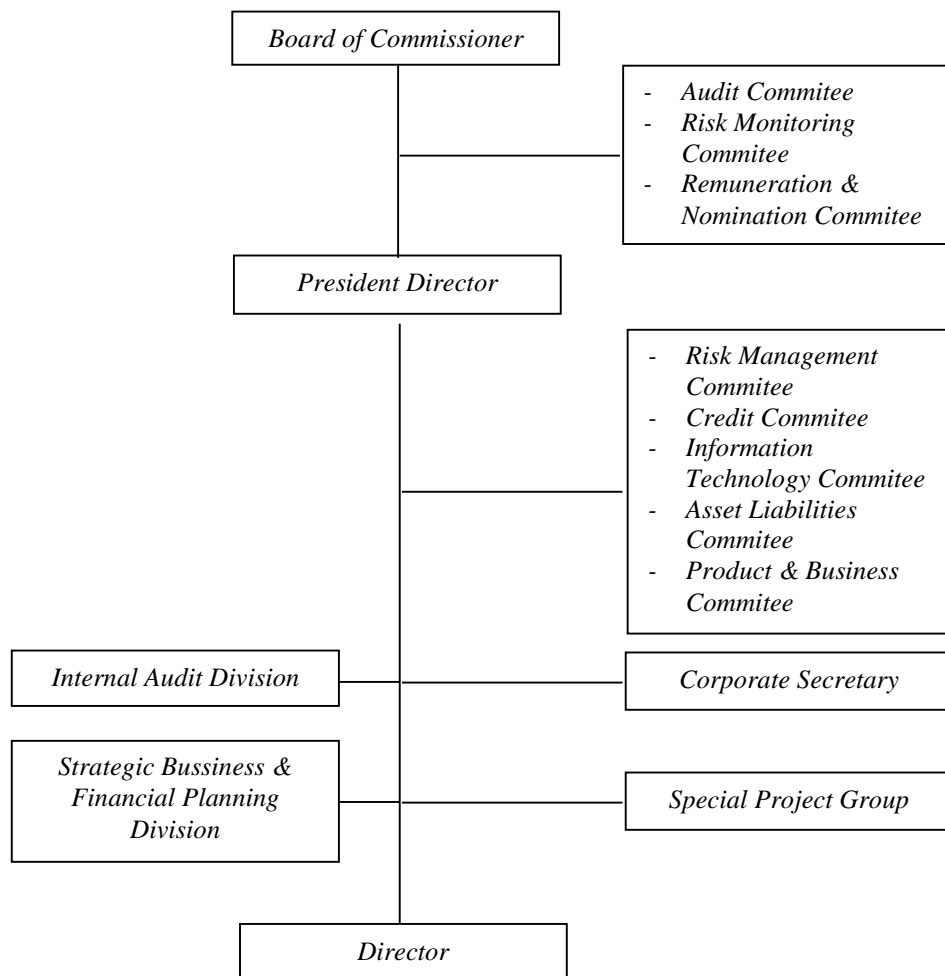 Board of Commissioner
- Audit Commitee
- Risk Monitoring
Commitee
- Remuneration &
Nomination Commitee
President Director
- Risk Management
Commitee
- Credit Commitee
- Information
Technology Commitee
- Asset Liabilities
Commitee
- Product & Business
Commitee
Internal Audit Division
Corporate Secretary
Strategic Bussiness &
Financial Planning
Division
Special Project Group
Director